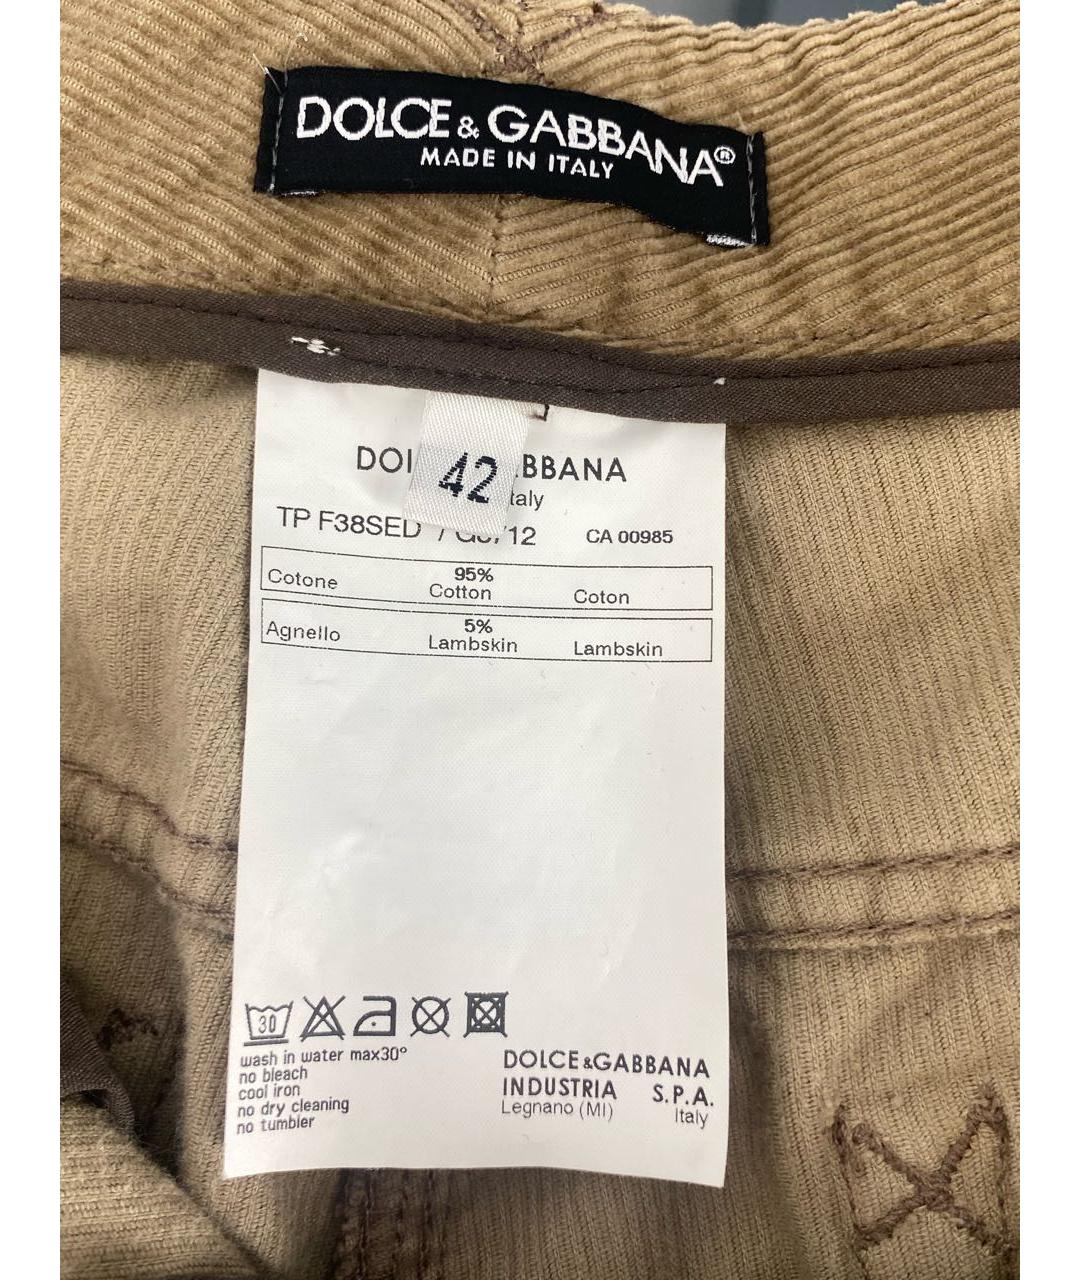 DOLCE & GABBANA®
MADE IN ITALY
42
BBANA
taly
TP F38SED / 12 CA 00985
Cotone 95% Cotton Coton
Agnello 5% Lambskin Lambskin
30
wash in water max30°
no bleach
cool iron
no dry cleaning
no tumbler
DOLCE&GABBANA
INDUSTRIA S.P.A.
Legnano (MI) Italy